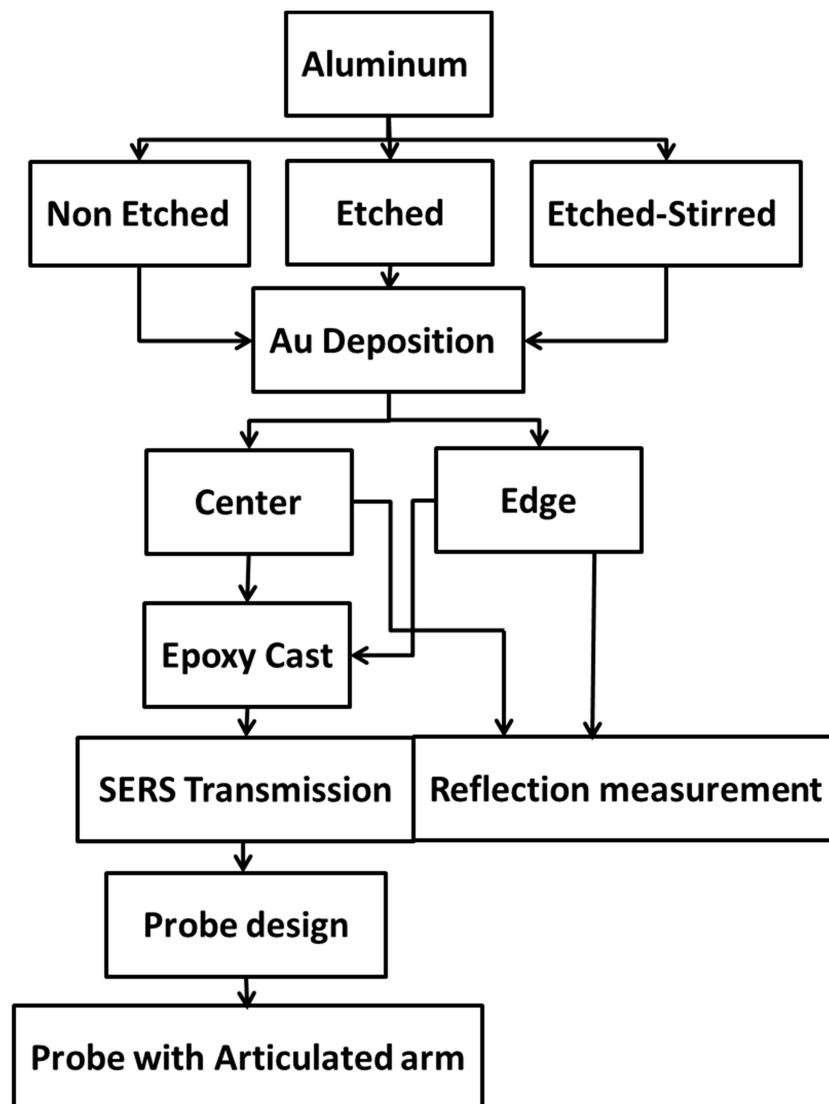 Aluminum
Non Etched
Etched
Etched-Stirred
Au Deposition
Center
Edge
Epoxy Cast
SERS Transmission
Reflection measurement
Probe design
Probe with Articulated arm